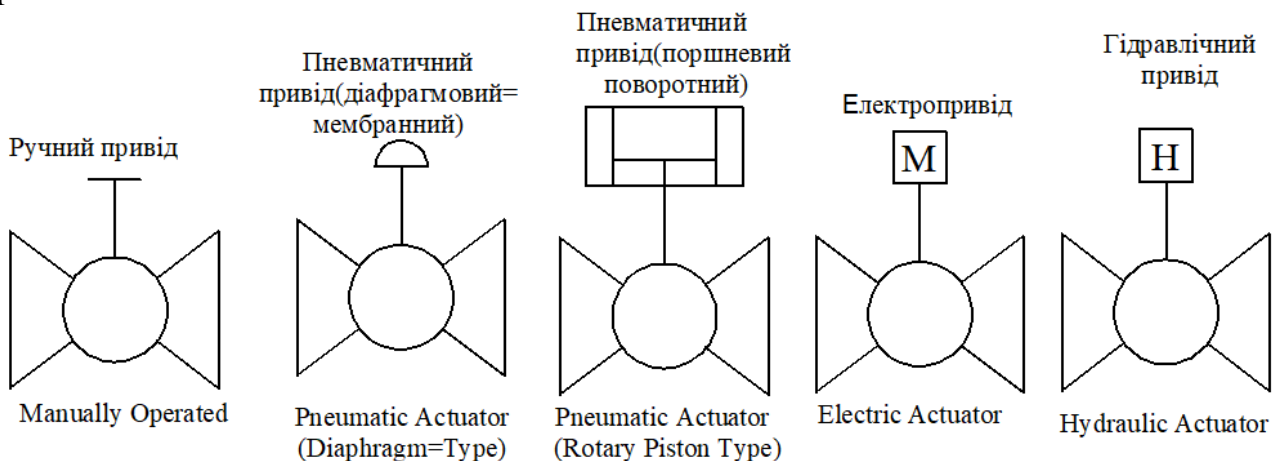 Ручний привід
Пневматичний
привід(діафрагмовий=
мембранний)
Пневматичний
привід(поршневий
поворотний)
Електропривід
M
Гідравлічний
привід
H
Manually Operated
Pneumatic Actuator
(Diaphragm=Type)
Pneumatic Actuator
(Rotary Piston Type)
Electric Actuator
Hydraulic Actuator